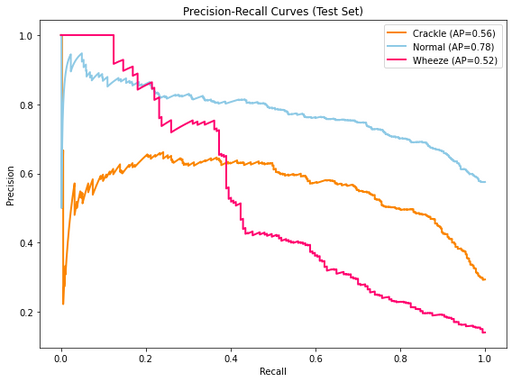 Precision-Recall Curves (Test Set)
Crackle (AP=0.56)
Normal (AP=0.78)
Wheeze (AP=0.52)
Precision
1.0
0.8
0.6
0.4
0.2
0.0 0.2 0.4 0.6 0.8 1.0
Recall